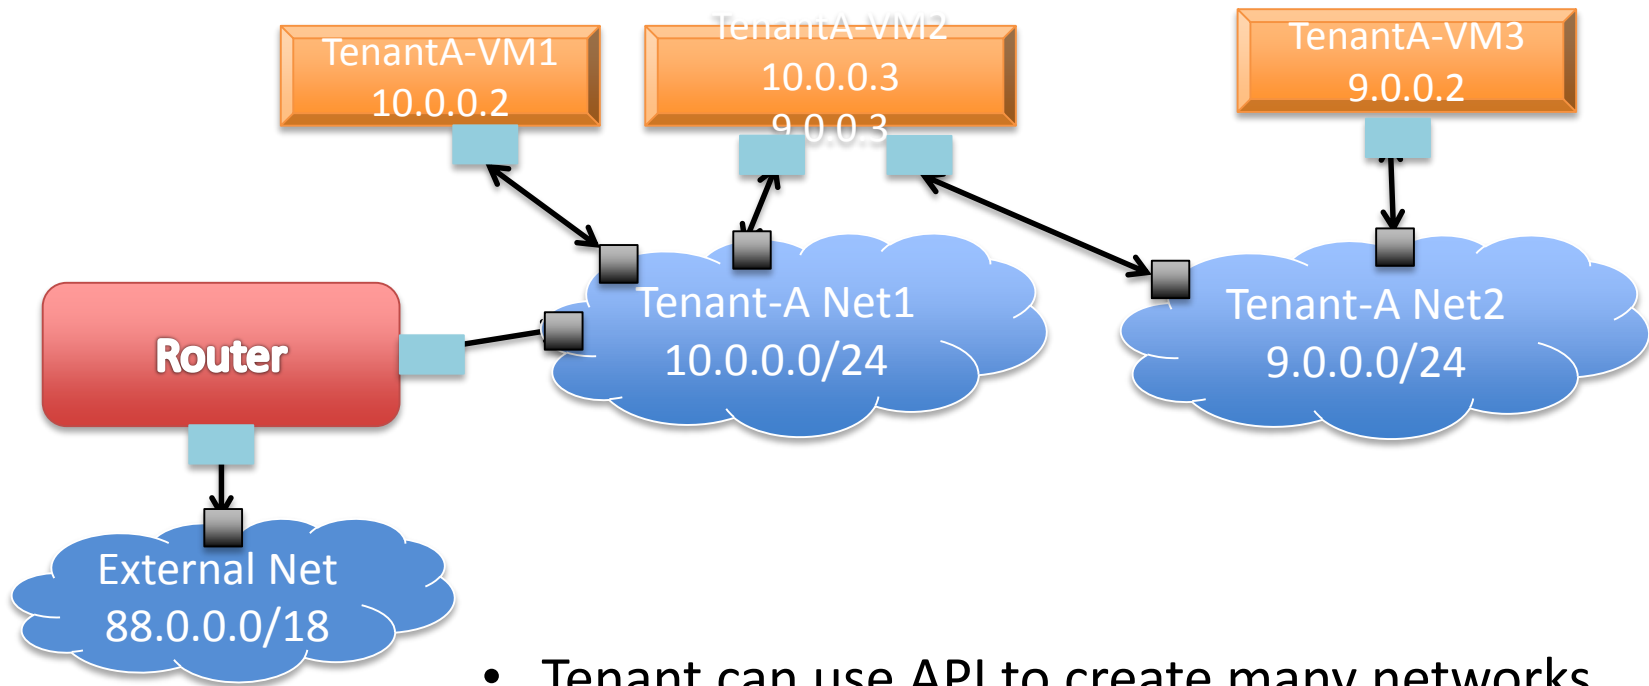 TenantA-VM1
10.0.0.2
TenantA-VM2
10.0.0.3
9.0.0.3
TenantA-VM3
9.0.0.2
Router
Tenant-A Net1
10.0.0.0/24
Tenant-A Net2
9.0.0.0/24
External Net
88.0.0.0/18
• Tenant can use API to create many networks